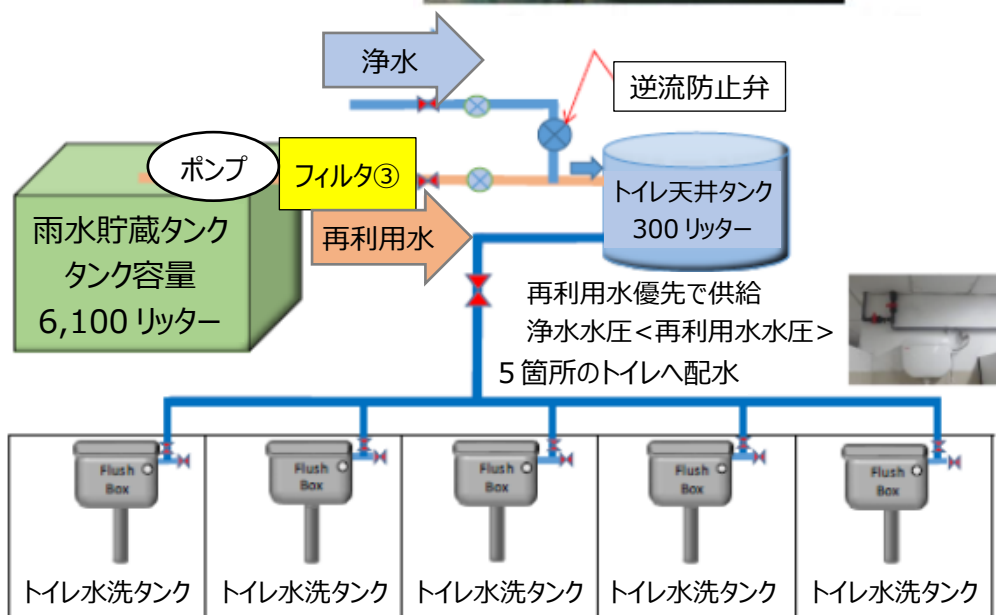 浄水
逆流防止弁
ポンプ
フィルタ③
トイレ天井タンク
300リッター
雨水貯蔵タンク
タンク容量
6,100リッター
再利用水
再利用水優先で供給
浄水水圧<再利用水水圧>
5箇所のトイレへ配水
Flush
Box
Flush
Box
Flush
Box
Flush
Box
Flush
Box
トイレ水洗タンク
トイレ水洗タンク
トイレ水洗タンク
トイレ水洗タンク
トイレ水洗タンク